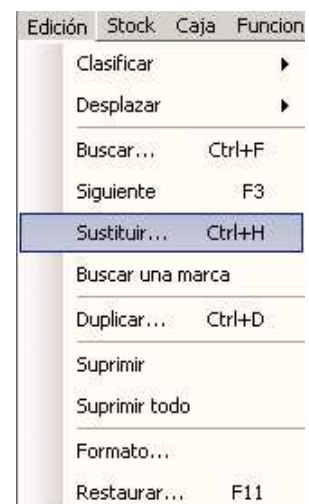 Edición Stock Caja Funcion
Clasificar
Desplazar
Buscar... Ctrl+F
Siguiente F3
Sustituir... Ctrl+H
Buscar una marca
Duplicar... Ctrl+D
Suprimir
Suprimir todo
Formato...
Restaurar... F11